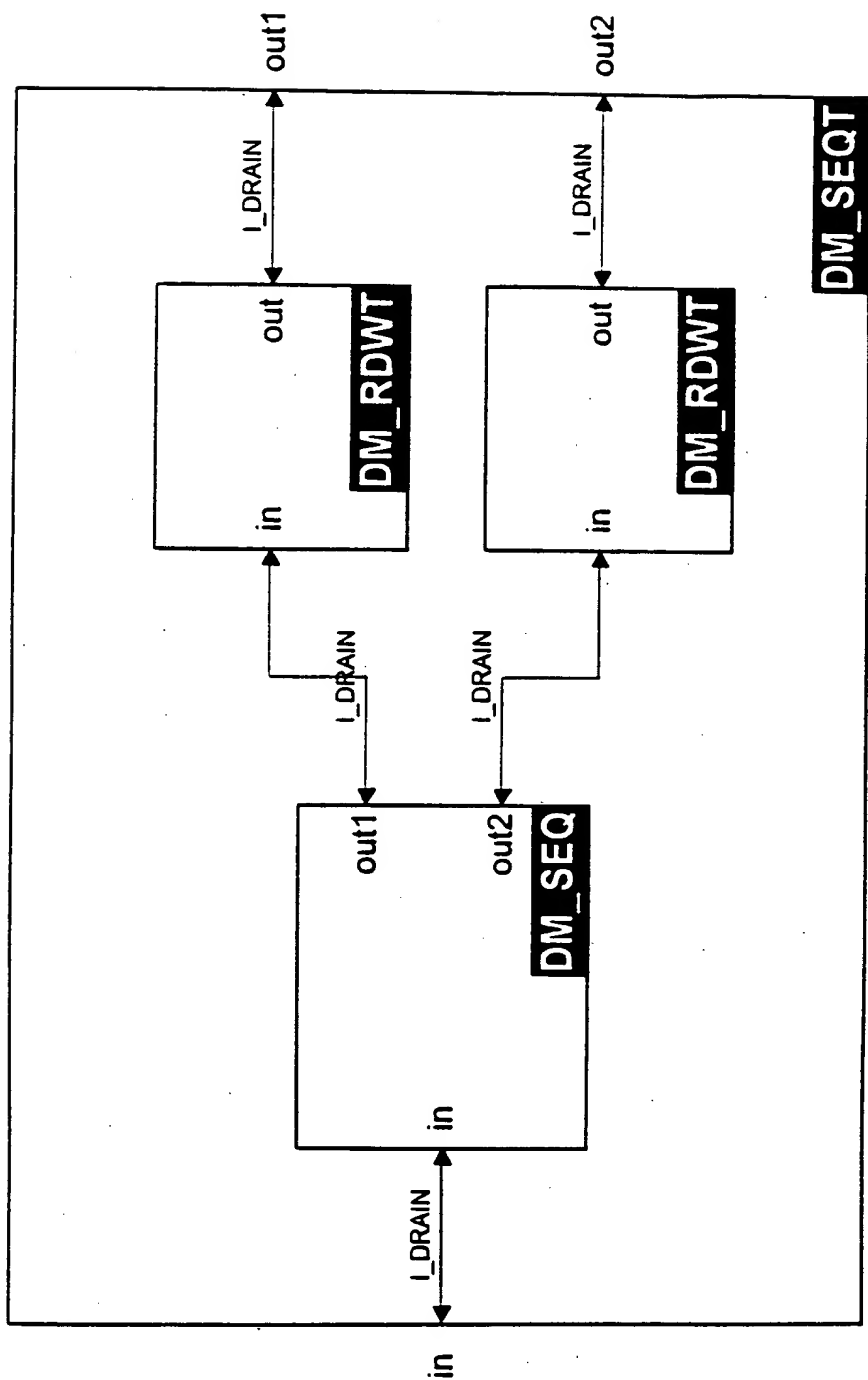 in
I_DRAIN
in
out1
out2
DM_SEQ
I_DRAIN
I_DRAIN
in
out
DM_RDWT
in
out
DM_RDWT
I_DRAIN
I_DRAIN
out1
out2
DM_SEQT